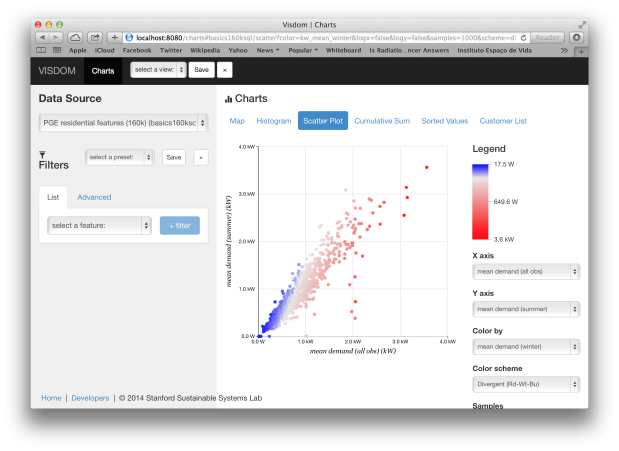 Visdom | Charts
localhost:8080/charts#basics160ksql/scatter?color=kw_mean_winter&logx=false&logy=false&samples=1000&scheme=di
Reader
Apple iCloud Facebook Twitter Wikipedia Yahoo News ▾ Popular ▾ Whiteboard Is Radiatio...ncer Answers Instituto Espaço de Vida >> +
VISDOM Charts select a view: Save ×
Data Source
PGE residential features (160k) (basics160ksc
Filters select a preset: Save ×
List Advanced
select a feature: + filter
Charts
Map Histogram Scatter Plot Cumulative Sum Sorted Values Customer List
4.0 kW
3.0 kW
2.0 kW
1.0 kW
0.0 W
mean demand (summer) (kW)
0.0 W 1.0 kW 2.0 kW 3.0 kW 4.0 kW
mean demand (all obs) (kW)
Legend
17.5 W
649.6 W
3.6 kW
X axis
mean demand (all obs)
Y axis
mean demand (summer)
Color by
mean demand (winter)
Color scheme
Divergent (Rd-Wt-Bu)
Samples
Home | Developers | © 2014 Stanford Sustainable Systems Lab